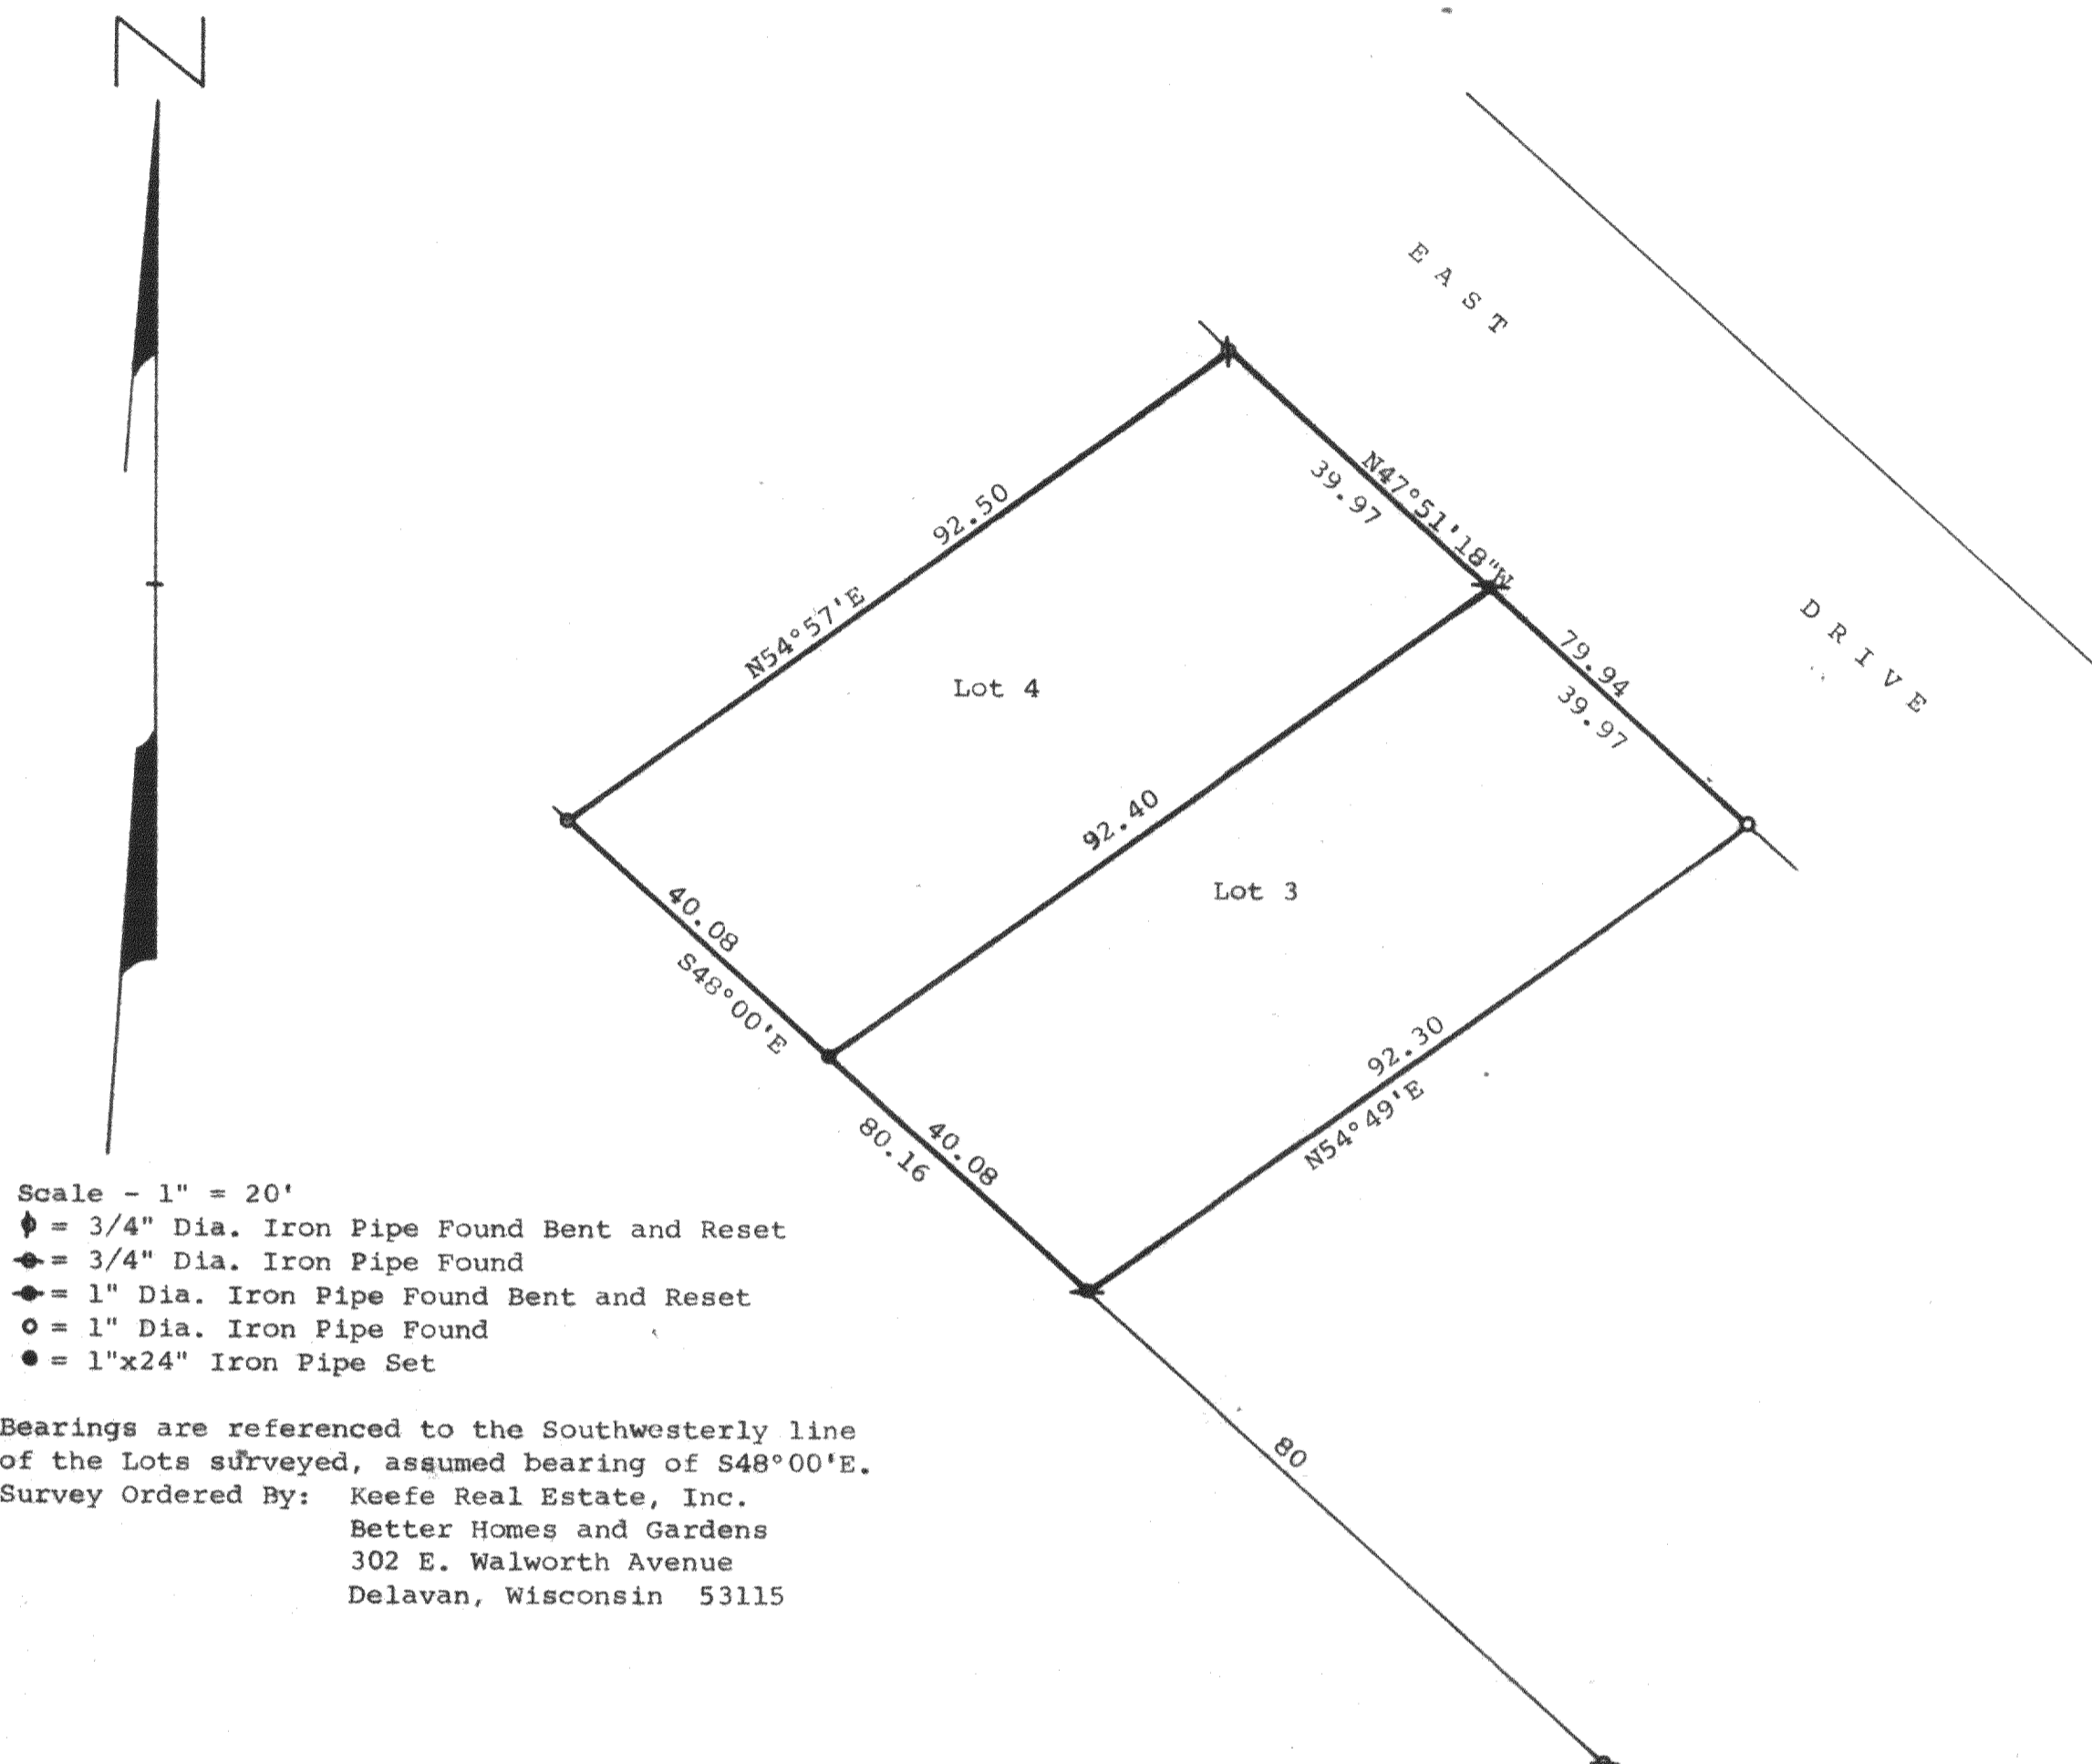 N
EAST
DRIVE
N47°51'18"W
39.97
79.94
39.97
92.50
N54°57'E
Lot 4
92.40
Lot 3
40.08
S48°00'E
92.30
N54°49'E
40.08
80.16
80
Scale - 1" = 20'
= 3/4" Dia. Iron Pipe Found Bent and Reset
= 3/4" Dia. Iron Pipe Found
= 1" Dia. Iron Pipe Found Bent and Reset
= 1" Dia. Iron Pipe Found
= 1"x24" Iron Pipe Set
Bearings are referenced to the Southwesterly line
of the Lots surveyed, assumed bearing of S48°00'E.
Survey Ordered By: Keefe Real Estate, Inc.
Better Homes and Gardens
302 E. Walworth Avenue
Delavan, Wisconsin 53115